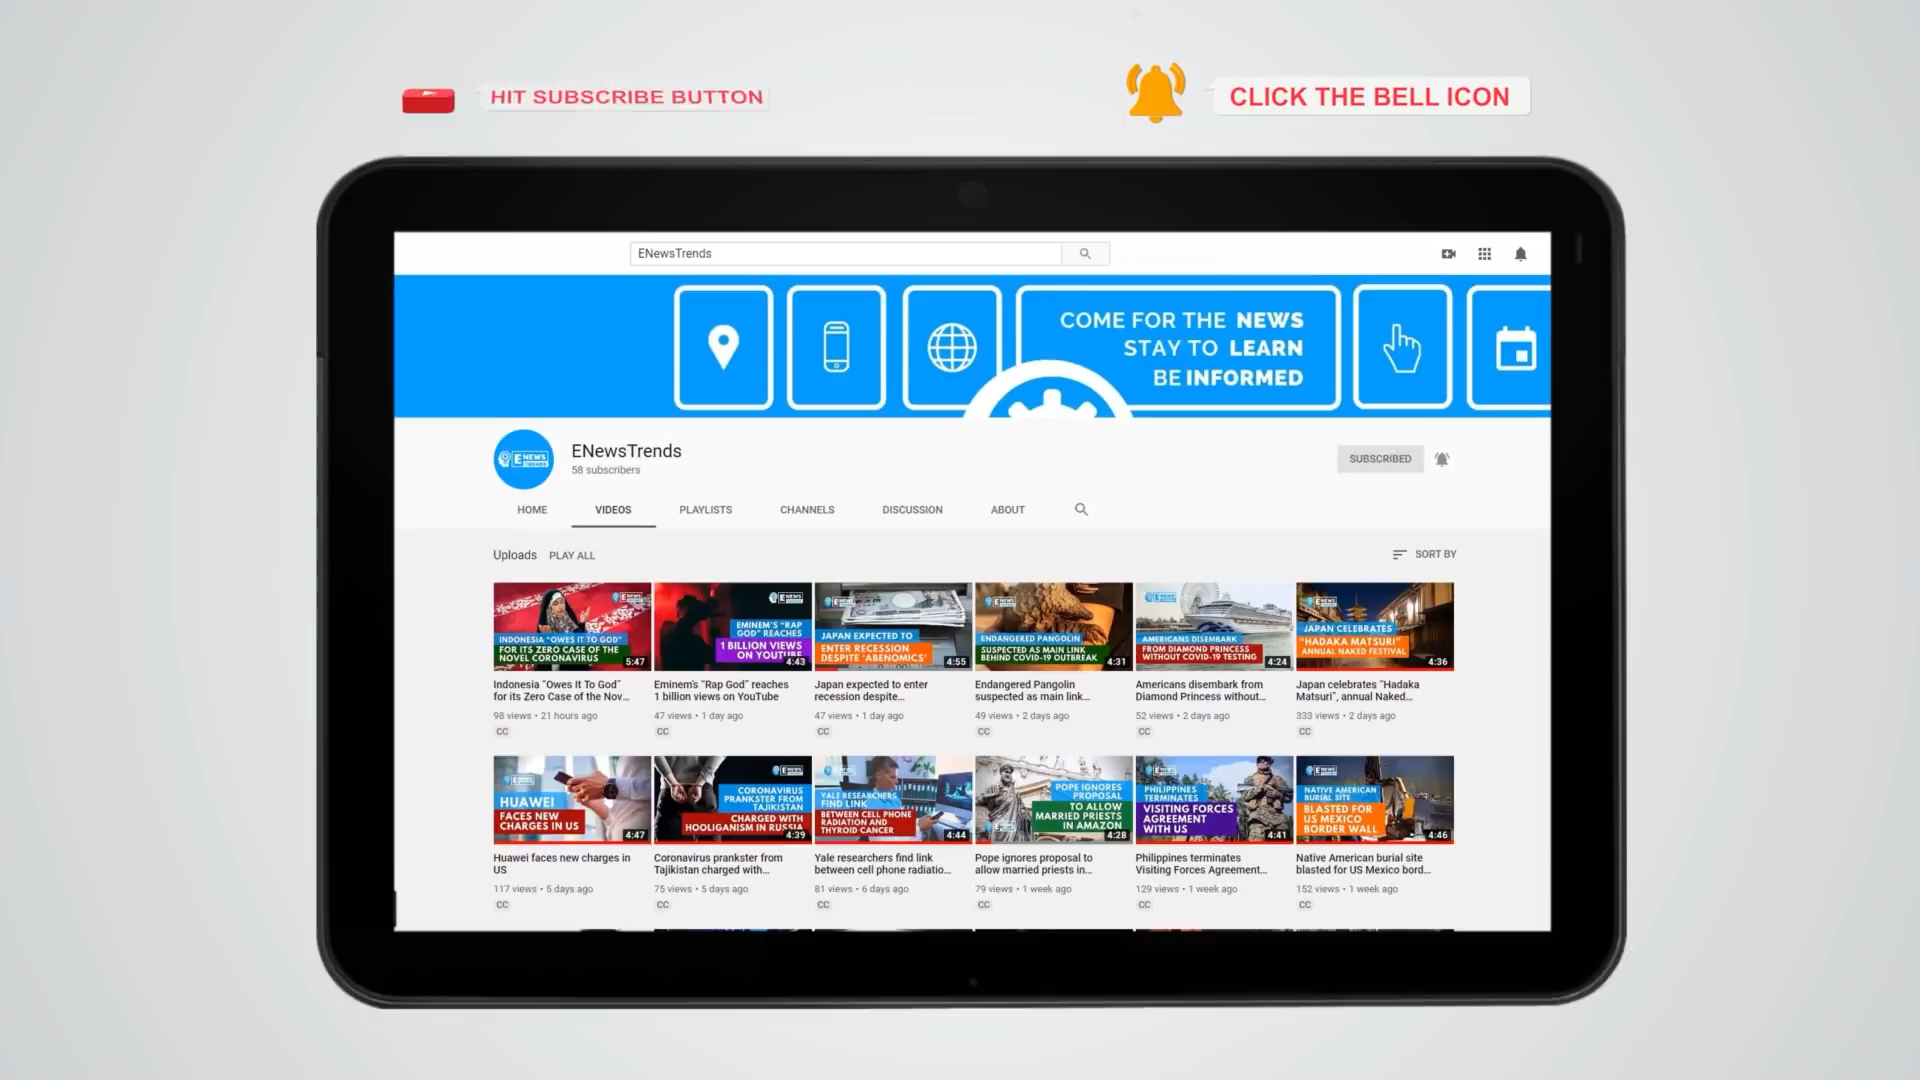 HIT SUBSCRIBE BUTTON
CLICK THE BELL ICON
ENewsTrends
COME FOR THE NEWS
STAY TO LEARN
BE INFORMED
E NEWS
TRENDS
ENewsTrends
58 subscribers
SUBSCRIBED
HOME VIDEOS PLAYLISTS CHANNELS DISCUSSION ABOUT
Uploads PLAY ALL
SORT BY
INDONESIA "OWES IT TO GOD"
FOR ITS ZERO CASE OF THE
NOVEL CORONAVIRUS
5:47
EMINEM'S "RAP
GOD" REACHES
1 BILLION VIEWS
ON YOUTUBE
4:43
JAPAN EXPECTED TO
ENTER RECESSION
DESPITE 'ABENOMICS'
4:55
ENDANGERED PANGOLIN
SUSPECTED AS MAIN LINK
BEHIND COVID-19 OUTBREAK
4:31
AMERICANS DISEMBARK
FROM DIAMOND PRINCESS
WITHOUT COVID-19 TESTING
4:24
JAPAN CELEBRATES
"HADAKA MATSURI"
ANNUAL NAKED FESTIVAL
4:36
Indonesia "Owes It To God"
for its Zero Case of the Nov...
98 views • 21 hours ago
CC
Eminem's "Rap God" reaches
1 billion views on YouTube
47 views • 1 day ago
CC
Japan expected to enter
recession despite...
47 views • 1 day ago
CC
Endangered Pangolin
suspected as main link...
49 views • 2 days ago
CC
Americans disembark from
Diamond Princess without...
52 views • 2 days ago
CC
Japan celebrates "Hadaka
Matsuri", annual Naked...
333 views • 2 days ago
CC
HUAWEI
FACES NEW
CHARGES IN US
4:47
CORONAVIRUS
PRANKSTER FROM
TAJIKISTAN
CHARGED WITH
HOOLIGANISM IN RUSSIA
4:39
YALE RESEARCHERS
FIND LINK
BETWEEN CELL PHONE
RADIATION AND
THYROID CANCER
4:44
POPE IGNORES
PROPOSAL
TO ALLOW
MARRIED PRIESTS
IN AMAZON
4:28
PHILIPPINES
TERMINATES
VISITING FORCES
AGREEMENT
WITH US
4:41
NATIVE AMERICAN
BURIAL SITE
BLASTED FOR
US MEXICO
BORDER WALL
4:46
Huawei faces new charges in
US
117 views • 5 days ago
CC
Coronavirus prankster from
Tajikistan charged with...
75 views • 5 days ago
CC
Yale researchers find link
between cell phone radiatio...
81 views • 6 days ago
CC
Pope ignores proposal to
allow married priests in...
79 views • 1 week ago
CC
Philippines terminates
Visiting Forces Agreement...
129 views • 1 week ago
CC
Native American burial site
blasted for US Mexico bord...
152 views • 1 week ago
CC